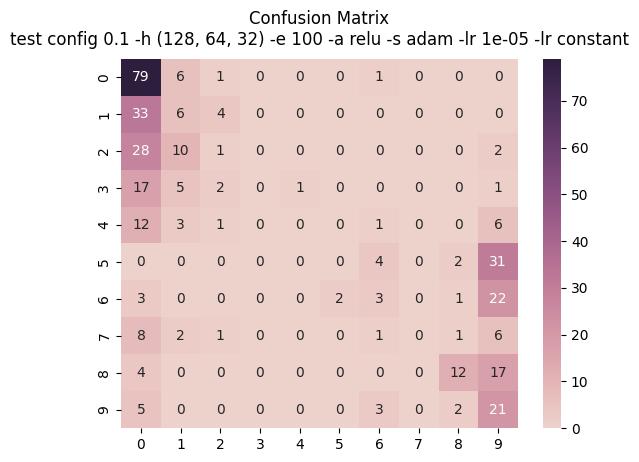 Confusion Matrix
test config 0.1 -h (128, 64, 32) -e 100 -a relu -s adam -lr 1e-05 -lr constant
0 79 6 1 0 0 0 1 0 0 0
1 33 6 4 0 0 0 0 0 0 0
2 28 10 1 0 0 0 0 0 0 2
3 17 5 2 0 1 0 0 0 0 1
4 12 3 1 0 0 0 1 0 0 6
5 0 0 0 0 0 0 4 0 2 31
6 3 0 0 0 0 2 3 0 1 22
7 8 2 1 0 0 0 1 0 1 6
8 4 0 0 0 0 0 0 0 12 17
9 5 0 0 0 0 0 3 0 2 21
0 1 2 3 4 5 6 7 8 9
70
60
50
40
30
20
10
0